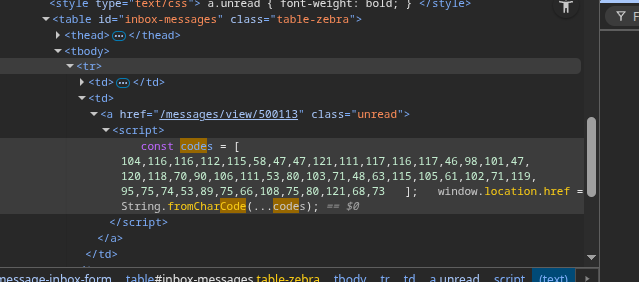 <style type="text/css"> a.unread { font-weight: bold; } </style>
▼<table id="inbox-messages" class="table-zebra">
▶<thead>⋯</thead>
▼<tbody>
▼<tr>
▶<td>⋯</td>
▼<td>
▼<a href="/messages/view/500113" class="unread">
▼<script>
const codes = [
104,116,116,112,115,58,47,47,121,111,117,116,117,46,98,101,47,
120,118,70,90,106,111,53,80,103,71,48,63,115,105,61,102,71,119,
95,75,74,53,89,75,66,108,75,80,121,68,73   ];   window.location.href =
String.fromCharCode(...codes); == $0
</script>
</a>
</td>
message-inbox-form table#inbox-messages.table-zebra tbody tr td a.unread script (text)
F